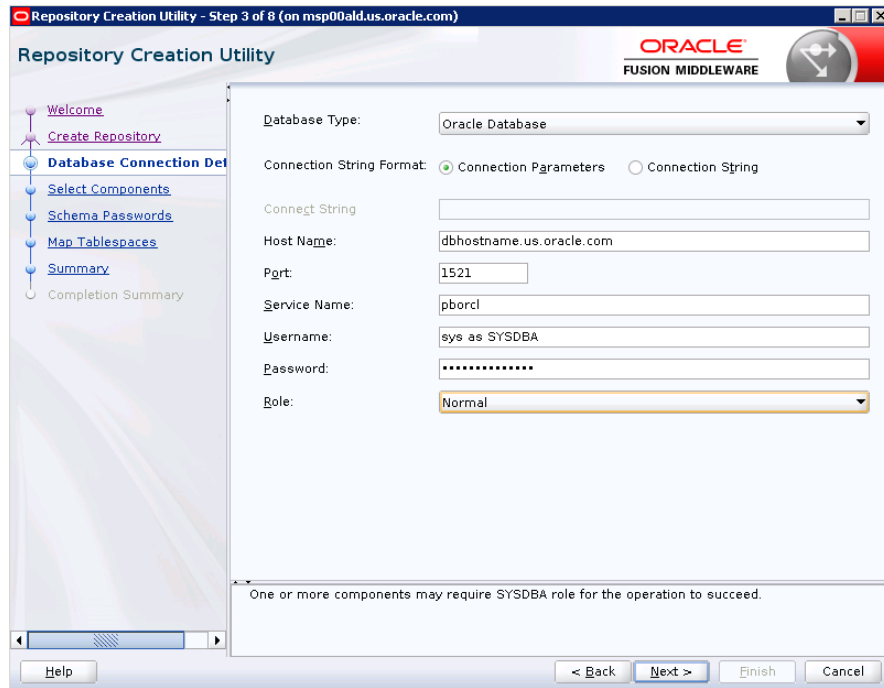 Repository Creation Utility - Step 3 of 8 (on msp00ald.us.oracle.com)
Repository Creation Utility
ORACLE
FUSION MIDDLEWARE
Welcome
Create Repository
Database Connection Det
Select Components
Schema Passwords
Map Tablespaces
Summary
Completion Summary
Database Type: Oracle Database
Connection String Format: Connection Parameters Connection String
Connect String
Host Name: dbhostname.us.oracle.com
Port: 1521
Service Name: pborcl
Username: sys as SYSDBA
Password: ••••••••••••••
Role: Normal
One or more components may require SYSDBA role for the operation to succeed.
Help < Back Next > Finish Cancel